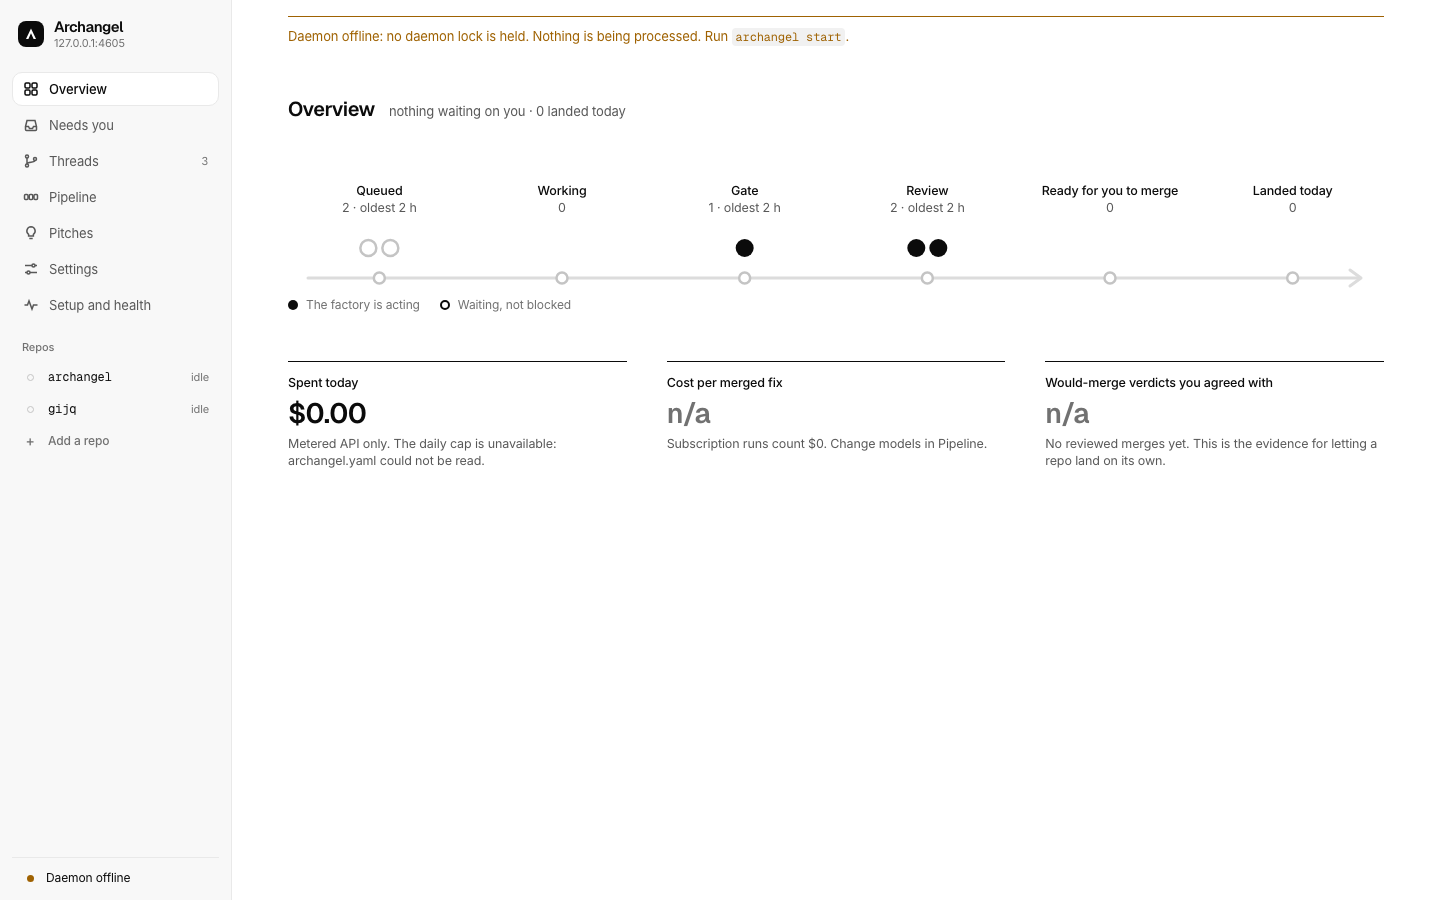 Archangel
127.0.0.1:4605
Overview
Needs you
Threads 3
Pipeline
Pitches
Settings
Setup and health
Repos
archangel idle
gijq idle
+ Add a repo
Daemon offline
Daemon offline: no daemon lock is held. Nothing is being processed. Run archangel start.
Overview nothing waiting on you · 0 landed today
Queued
2 · oldest 2 h
Working
0
Gate
1 · oldest 2 h
Review
2 · oldest 2 h
Ready for you to merge
0
Landed today
0
The factory is acting
Waiting, not blocked
Spent today
$0.00
Metered API only. The daily cap is unavailable:
archangel.yaml could not be read.
Cost per merged fix
n/a
Subscription runs count $0. Change models in Pipeline.
Would-merge verdicts you agreed with
n/a
No reviewed merges yet. This is the evidence for letting a
repo land on its own.